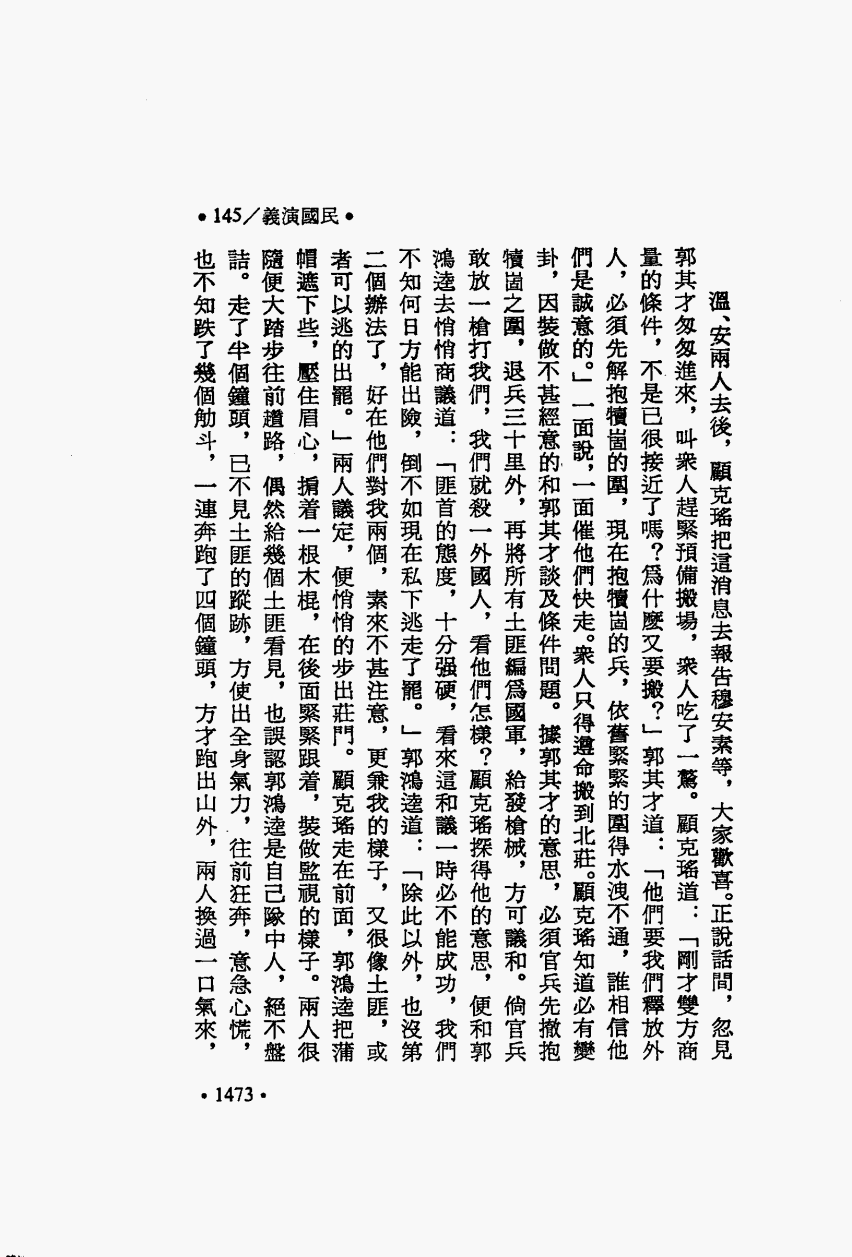 •民國演義／145•
溫、安兩人去後，顧克瑤把這消息去報告穆安素等，大家歡喜。正說話間，忽見
郭其才匆匆進來，叫衆人趕緊預備搬場，衆人吃了一驚。顧克瑤道：「剛才雙方商
量的條件，不是已很接近了嗎？爲什麼又要搬？」郭其才道：「他們要我們釋放外
人，必須先解抱犢崮的圍，現在抱犢崮的兵，依舊緊緊的圍得水洩不通，誰相信他
們是誠意的。」一面說，一面催他們快走。衆人只得遵命搬到北莊。顧克瑤知道必有變
卦，因裝做不甚經意的和郭其才談及條件問題。據郭其才的意思，必須官兵先撤抱
犢崮之圍，退兵三十里外，再將所有土匪編爲國軍，給發槍械，方可議和。倘官兵
敢放一槍打我們，我們就殺一外國人，看他們怎樣？顧克瑤探得他的意思，便和郭
鴻逵去悄悄商議道：「匪首的態度，十分强硬，看來這和議一時必不能成功，我們
不知何日方能出險，倒不如現在私下逃走了罷。」郭鴻逵道：「除此以外，也沒第
二個辦法了，好在他們對我兩個，素來不甚注意，更兼我的樣子，又很像土匪，或
者可以逃的出罷。」兩人議定，便悄悄的步出莊門。顧克瑤走在前面，郭鴻逵把蒲
帽遮下些，壓住眉心，掮着一根木棍，在後面緊緊跟着，裝做監視的樣子。兩人很
隨便大踏步往前趲路，偶然給幾個土匪看見，也誤認郭鴻逵是自己隊中人，絕不盤
詰。走了半個鐘頭，已不見土匪的蹤跡，方使出全身氣力，往前狂奔，意急心慌，
也不知跌了幾個觔斗，一連奔跑了四個鐘頭，方才跑出山外，兩人換過一口氣來，
•1473•